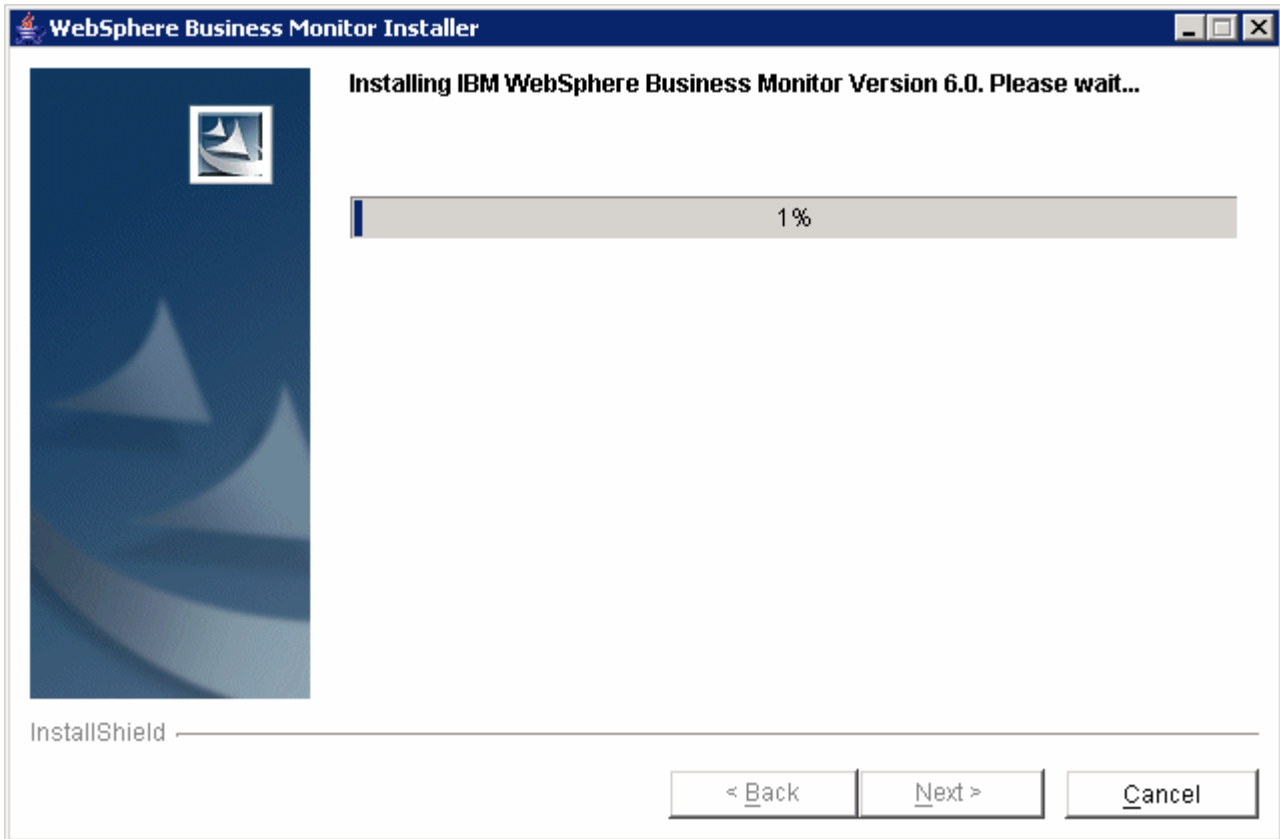 WebSphere Business Monitor Installer
Installing IBM WebSphere Business Monitor Version 6.0. Please wait...
1%
InstallShield
< Back
Next >
Cancel